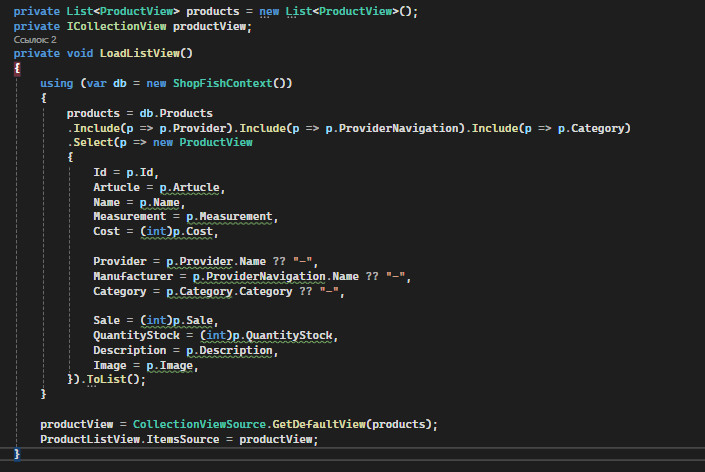 private List<ProductView> products = new List<ProductView>();
private ICollectionView productView;
Ссылок: 2
private void LoadListView()
{
using (var db = new ShopFishContext())
{
products = db.Products
.Include(p => p.Provider).Include(p => p.ProviderNavigation).Include(p => p.Category)
.Select(p => new ProductView
{
Id = p.Id,
Artucle = p.Artucle,
Name = p.Name,
Measurement = p.Measurement,
Cost = (int)p.Cost,
Provider = p.Provider.Name ?? "-",
Manufacturer = p.ProviderNavigation.Name ?? "-",
Category = p.Category.Category ?? "-",
Sale = (int)p.Sale,
QuantityStock = (int)p.QuantityStock,
Description = p.Description,
Image = p.Image,
}).ToList();
}
productView = CollectionViewSource.GetDefaultView(products);
ProductListView.ItemsSource = productView;
}